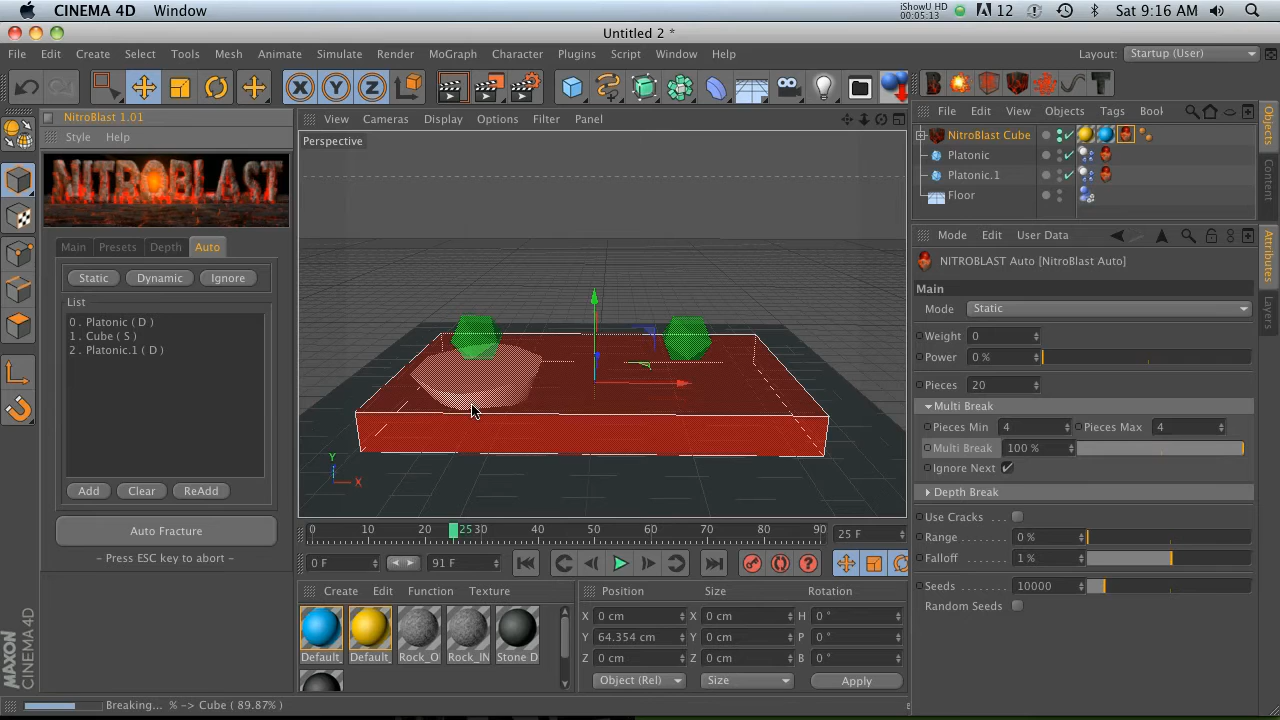 CINEMA 4D Window
iShowU HD
00:05:13
12
Sat 9:16 AM
Untitled 2 *
File Edit Create Select Tools Mesh Animate Simulate Render MoGraph Character Plugins Script Window Help
Layout: Startup (User)
X Y Z
NitroBlast 1.01
Style Help
NITROBLAST
Main Presets Depth Auto
Static Dynamic Ignore
List
0 . Platonic ( D )
1 . Cube ( S )
2 . Platonic.1 ( D )
Add Clear ReAdd
Auto Fracture
– Press ESC key to abort –
View Cameras Display Options Filter Panel
Perspective
Y
X
0 10 20 25 30 40 50 60 70 80 90 25 F
0 F 91 F
Create Edit Function Texture
Default Default Rock_O Rock_IN Stone D
Position Size Rotation
X 0 cm X 0 cm H 0 °
Y 64.354 cm Y 0 cm P 0 °
Z 0 cm Z 0 cm B 0 °
Object (Rel) Size Apply
File Edit View Objects Tags Bool
NitroBlast Cube
Platonic
Platonic.1
Floor
Objects
Content
Mode Edit User Data
NITROBLAST Auto [NitroBlast Auto]
Main
Mode Static
Weight 0
Power 0 %
Pieces 20
Multi Break
Pieces Min 4 Pieces Max 4
Multi Break 100 %
Ignore Next
Depth Break
Use Cracks
Range 0 %
Falloff 1 %
Seeds 10000
Random Seeds
Attributes
Layers
MAXON
CINEMA 4D
Breaking... % -> Cube ( 89.87% )